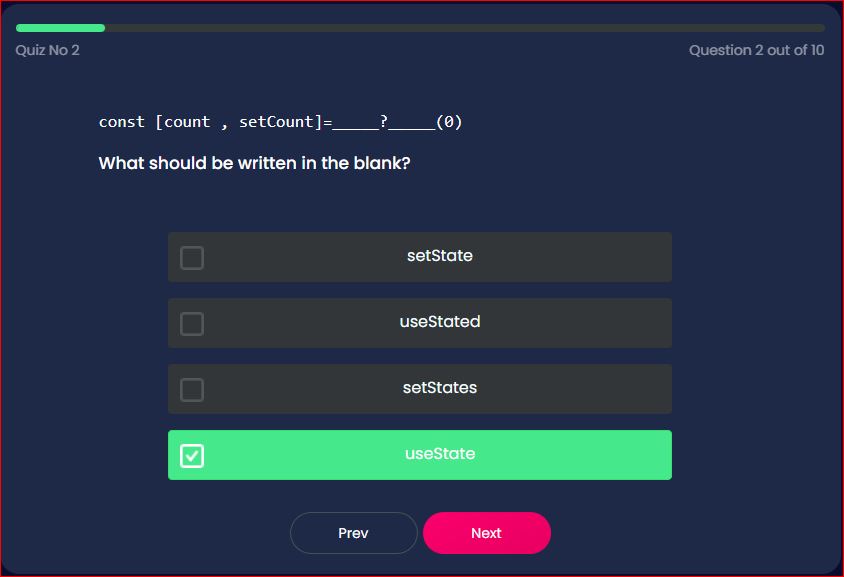 Quiz No 2
Question 2 out of 10
const [count , setCount]=_____?_____(0)
What should be written in the blank?
setState
useStated
setStates
useState
Prev
Next